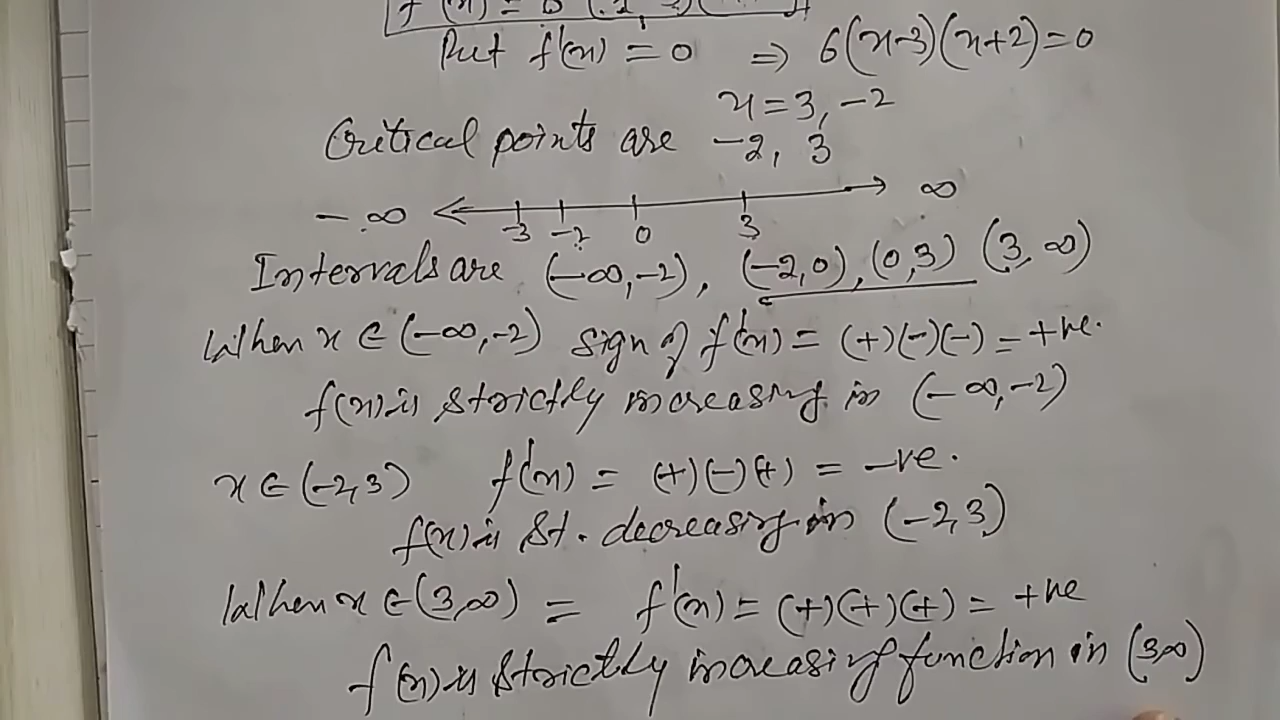 Put f'(x) = 0 ⇒ 6(x-3)(x+2)=0
x=3, -2
Critical points are -2, 3
-∞ ∞
-3 -2 0 3
Intervals are (-∞,-2), (-2,0), (0,3) (3, ∞)
When x ∈ (-∞,-2) sign of f'(x) = (+)(-)(-) = +ve.
f(x) is strictly increasing in (-∞,-2)
x ∈ (-2,3) f'(x) = (+)(-)(+) = -ve.
f(x) is St. decreasing in (-2,3)
When x ∈ (3,∞) = f'(x) = (+)(+)(+) = +ve
f(x) is strictly increasing function in (3,∞)